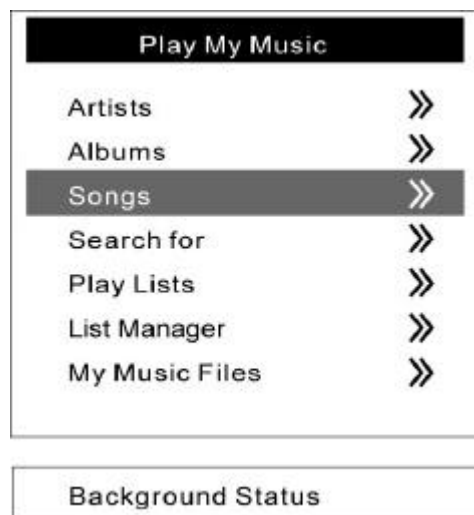 Play My Music
Artists
Albums
Songs
Search for
Play Lists
List Manager
My Music Files
Background Status